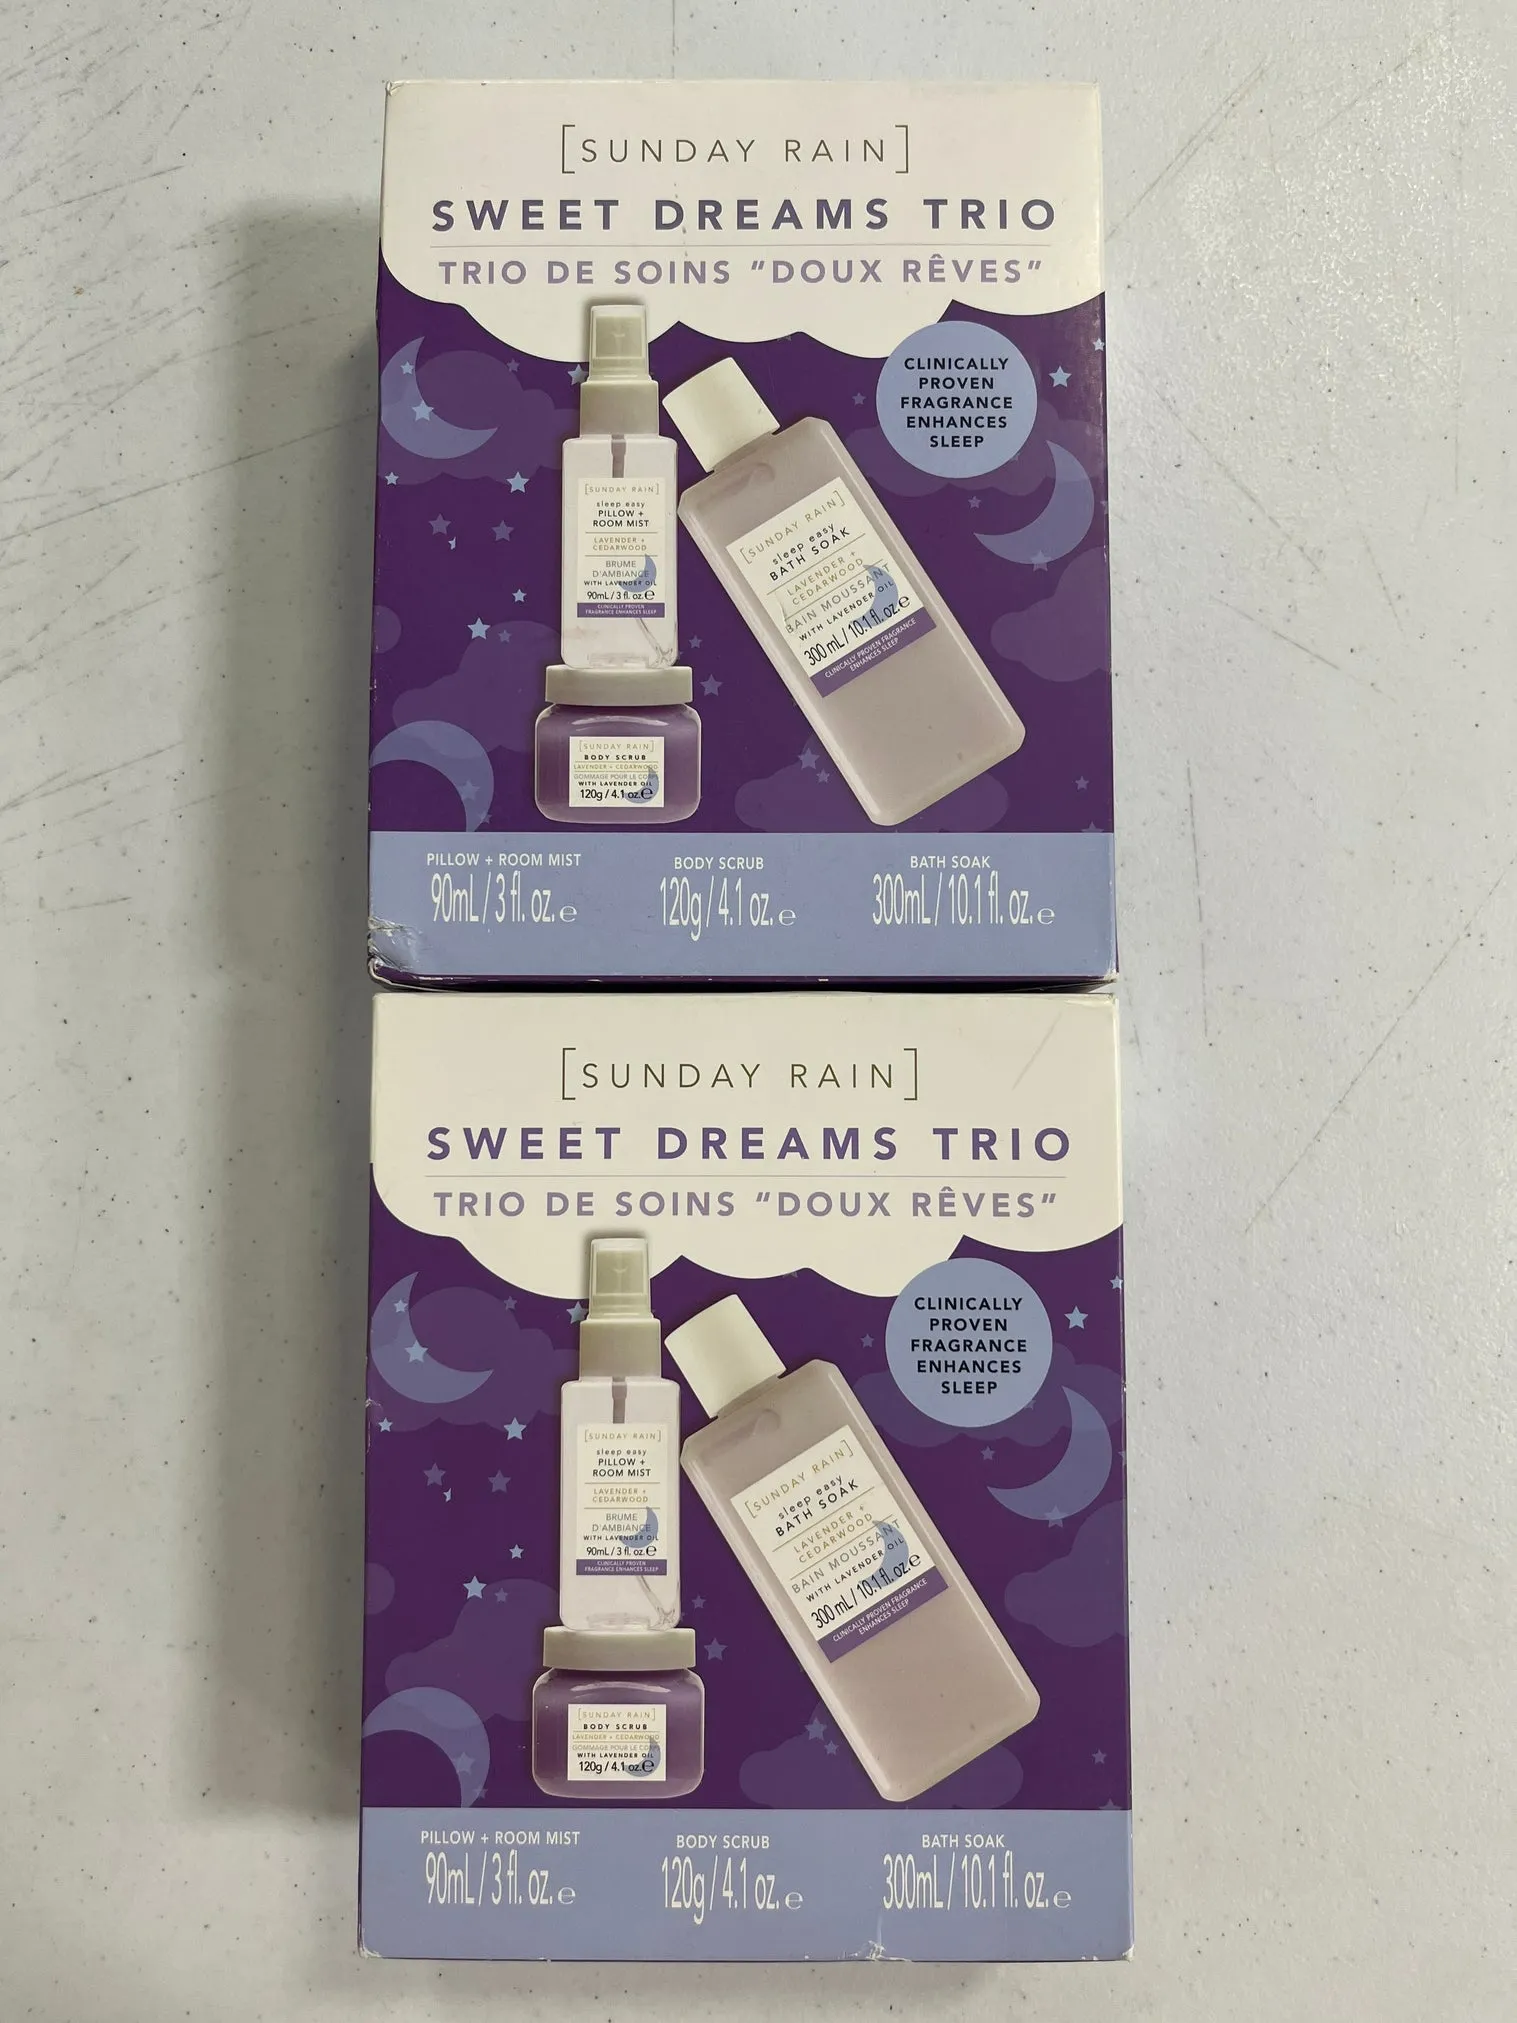 [SUNDAY RAIN]
SWEET DREAMS TRIO
TRIO DE SOINS "DOUX RÊVES"
CLINICALLY
PROVEN
FRAGRANCE
ENHANCES
SLEEP
[SUNDAY RAIN]
sleep easy
PILLOW +
ROOM MIST
LAVENDER +
CEDARWOOD
BRUME
D'AMBIANCE
WITH LAVENDER OIL
90mL / 3 fl. oz. e
CLINICALLY PROVEN
FRAGRANCE ENHANCES SLEEP
[SUNDAY RAIN]
sleep easy
BATH SOAK
LAVENDER +
CEDARWOOD
BAIN MOUSSANT
WITH LAVENDER OIL
300 mL / 10.1 fl. oz. e
CLINICALLY PROVEN FRAGRANCE
ENHANCES SLEEP
[SUNDAY RAIN]
BODY SCRUB
LAVENDER + CEDARWOOD
GOMMAGE POUR LE CORPS
WITH LAVENDER OIL
120g / 4.1 oz. e
PILLOW + ROOM MIST
90mL / 3 fl. oz. e
BODY SCRUB
120g / 4.1 oz. e
BATH SOAK
300mL / 10.1 fl. oz. e
[SUNDAY RAIN]
SWEET DREAMS TRIO
TRIO DE SOINS "DOUX RÊVES"
CLINICALLY
PROVEN
FRAGRANCE
ENHANCES
SLEEP
[SUNDAY RAIN]
sleep easy
PILLOW +
ROOM MIST
LAVENDER +
CEDARWOOD
BRUME
D'AMBIANCE
WITH LAVENDER OIL
90mL / 3 fl. oz. e
CLINICALLY PROVEN
FRAGRANCE ENHANCES SLEEP
[SUNDAY RAIN]
sleep easy
BATH SOAK
LAVENDER +
CEDARWOOD
BAIN MOUSSANT
WITH LAVENDER OIL
300 mL / 10.1 fl. oz. e
CLINICALLY PROVEN FRAGRANCE
ENHANCES SLEEP
[SUNDAY RAIN]
BODY SCRUB
LAVENDER + CEDARWOOD
GOMMAGE POUR LE CORPS
WITH LAVENDER OIL
120g / 4.1 oz. e
PILLOW + ROOM MIST
90mL / 3 fl. oz. e
BODY SCRUB
120g / 4.1 oz. e
BATH SOAK
300mL / 10.1 fl. oz. e